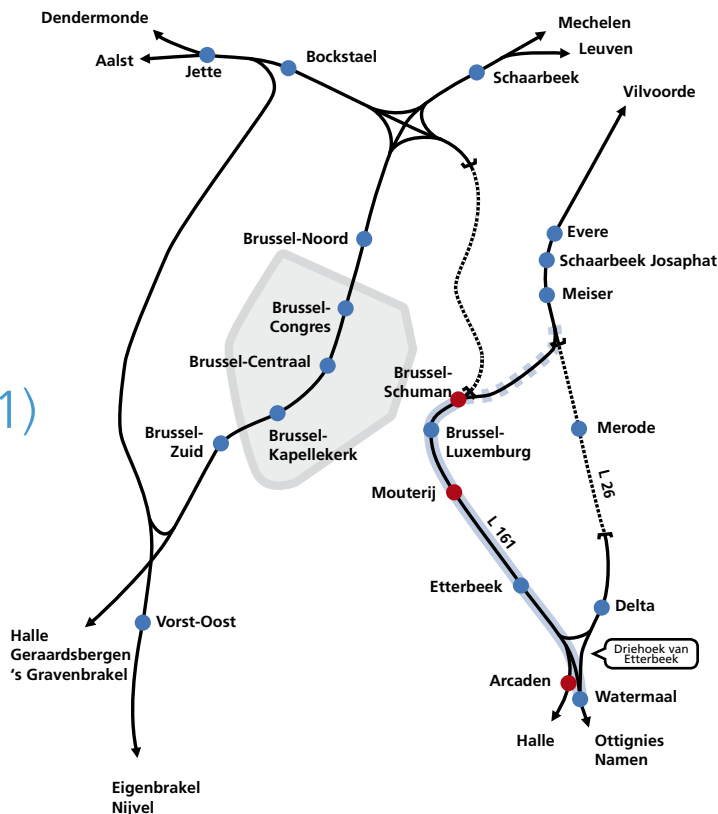 Dendermonde
Aalst
Jette
Bockstael
Mechelen
Leuven
Schaarbeek
Vilvoorde
Brussel-Noord
Evere
Schaarbeek Josaphat
Meiser
Brussel-
Congres
Brussel-Centraal
Brussel-
Schuman
1)
Brussel-
Zuid
Brussel-
Kapellekerk
Brussel-
Luxemburg
Merode
Mouterij
L 26
L 161
Etterbeek
Delta
Vorst-Oost
Halle
Geraardsbergen
's Gravenbrakel
Driehoek van
Etterbeek
Arcaden
Watermaal
Halle
Ottignies
Namen
Eigenbrakel
Nijvel